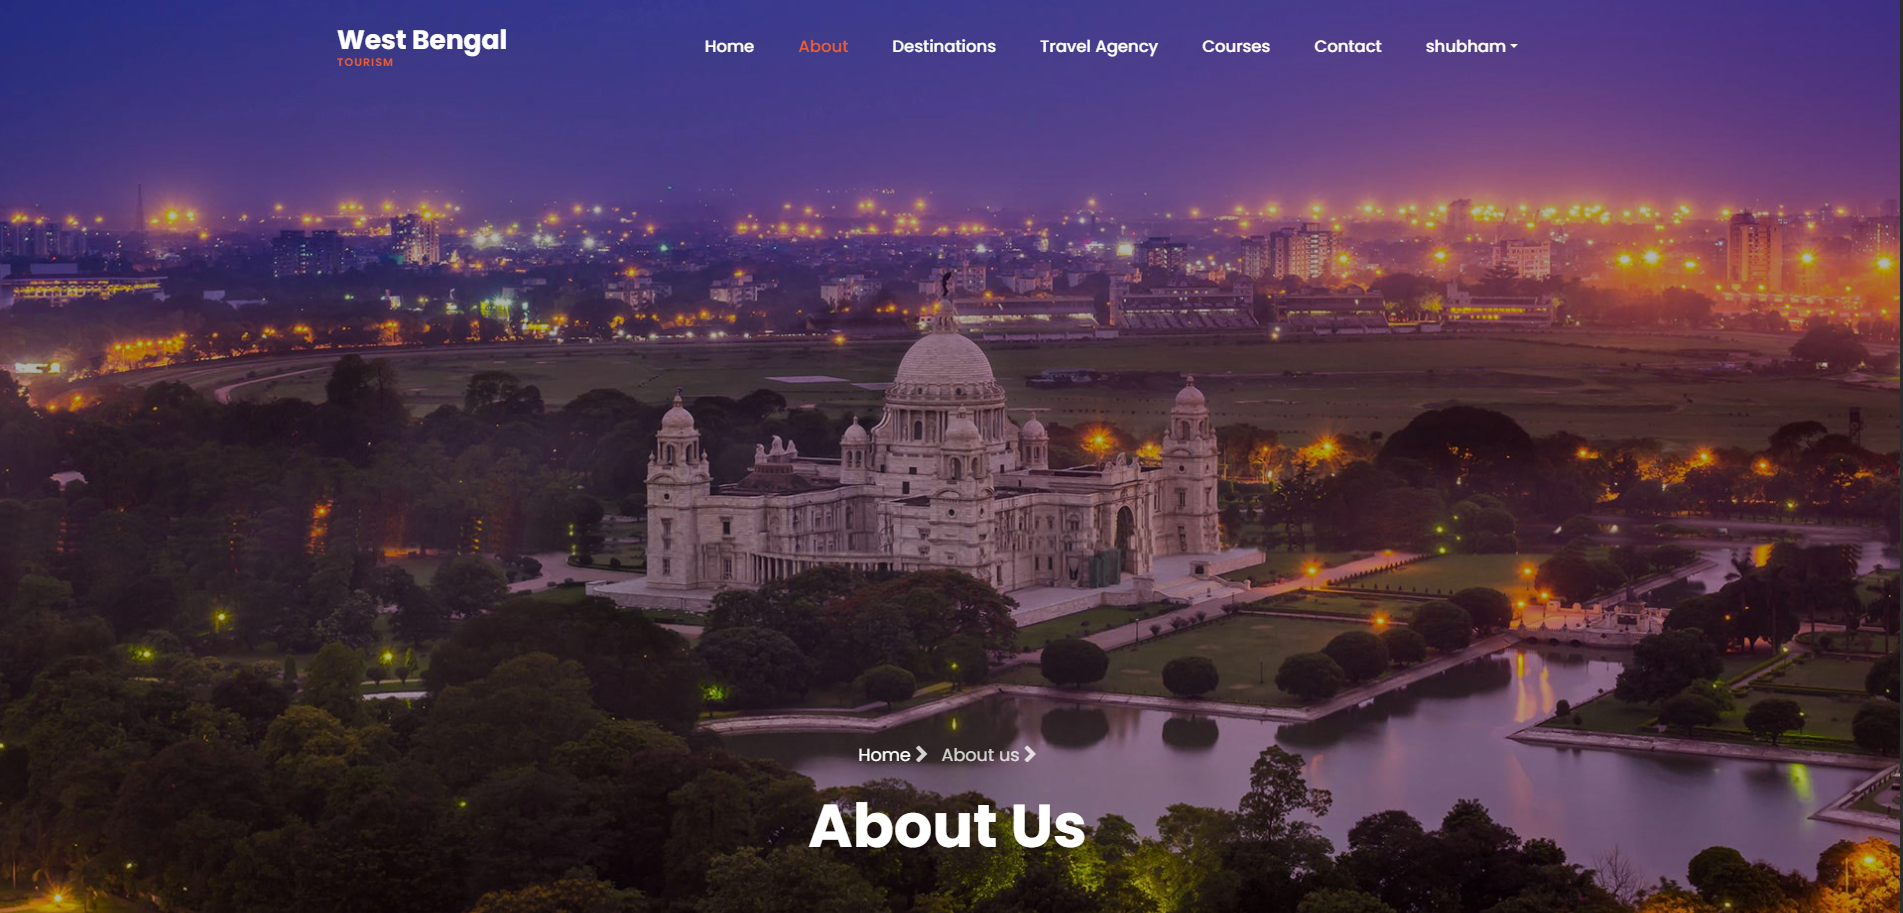 West Bengal
TOURISM
Home About Destinations Travel Agency Courses Contact shubham
Home About us
About Us